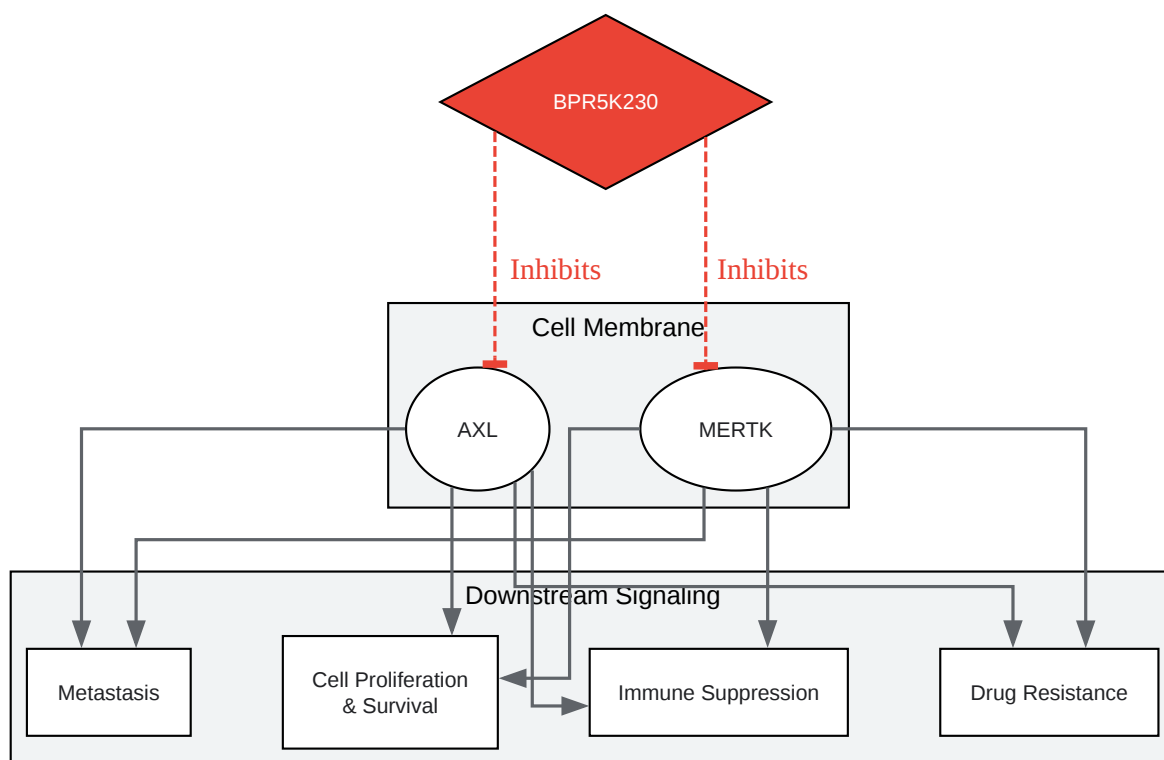 BPR5K230
Inhibits
Inhibits
Cell Membrane
AXL
MERTK
Downstream Signaling
Metastasis
Cell Proliferation
& Survival
Immune Suppression
Drug Resistance